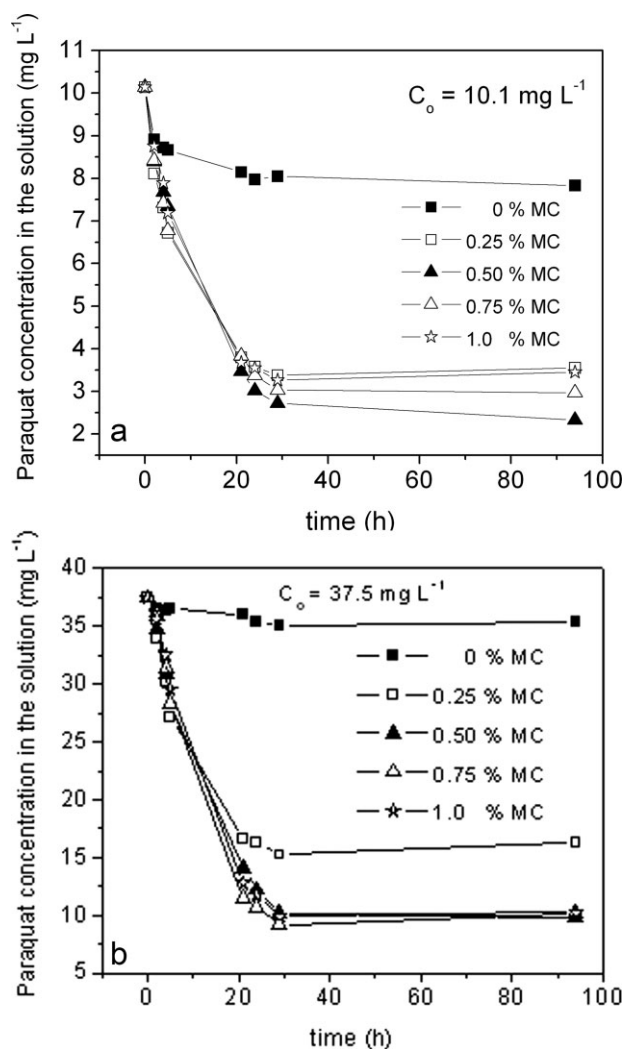 Paraquat concentration in the solution (mg L⁻¹)
11
10
9
8
7
6
5
4
3
2
C₀ = 10.1 mg L⁻¹
0 % MC
0.25 % MC
0.50 % MC
0.75 % MC
1.0 % MC
a
0 20 40 60 80 100
time (h)
Paraquat concentration in the solution (mg L⁻¹)
40
35
30
25
20
15
10
5
C₀ = 37.5 mg L⁻¹
0 % MC
0.25 % MC
0.50 % MC
0.75 % MC
1.0 % MC
b
0 20 40 60 80 100
time (h)